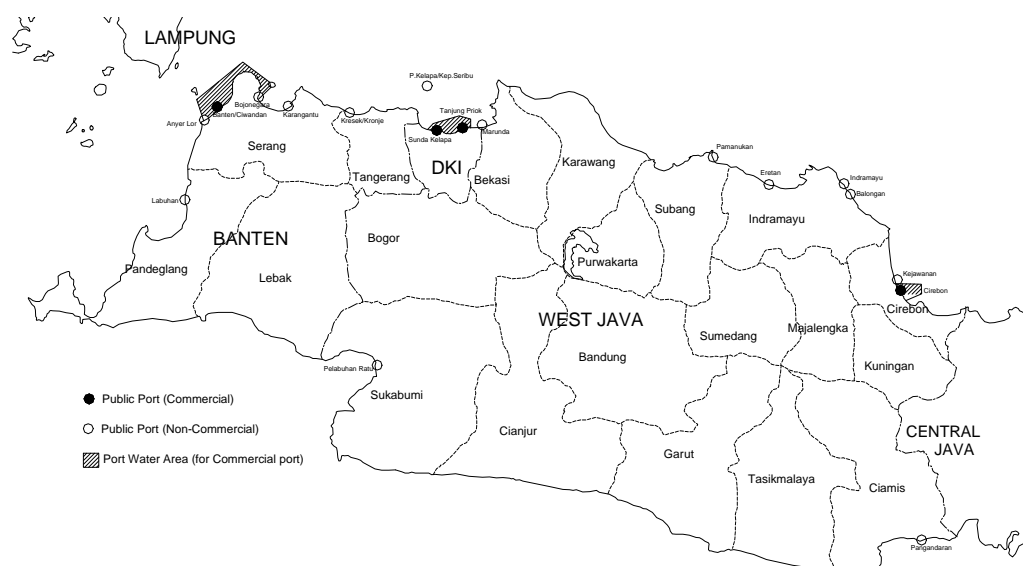 LAMPUNG
P.Kelapa/Kep.Seribu
Bojonegara
Banten/Ciwandan
Karangantu
Anyer Lor
Kresek/Kronje
Tanjung Priok
Sunda Kelapa
Marunda
Serang
Tangerang
DKI
Bekasi
Karawang
Pamanukan
Eretan
Indramayu
Balongan
Labuhan
BANTEN
Bogor
Subang
Indramayu
Pandeglang
Lebak
Purwakarta
Kejawanan
Cirebon
Cirebon
WEST JAVA
Sumedang
Majalengka
Bandung
Kuningan
Pelabuhan Ratu
Sukabumi
Public Port (Commercial)
Public Port (Non-Commercial)
Port Water Area (for Commercial port)
Cianjur
Garut
CENTRAL
JAVA
Tasikmalaya
Ciamis
Pangandaran